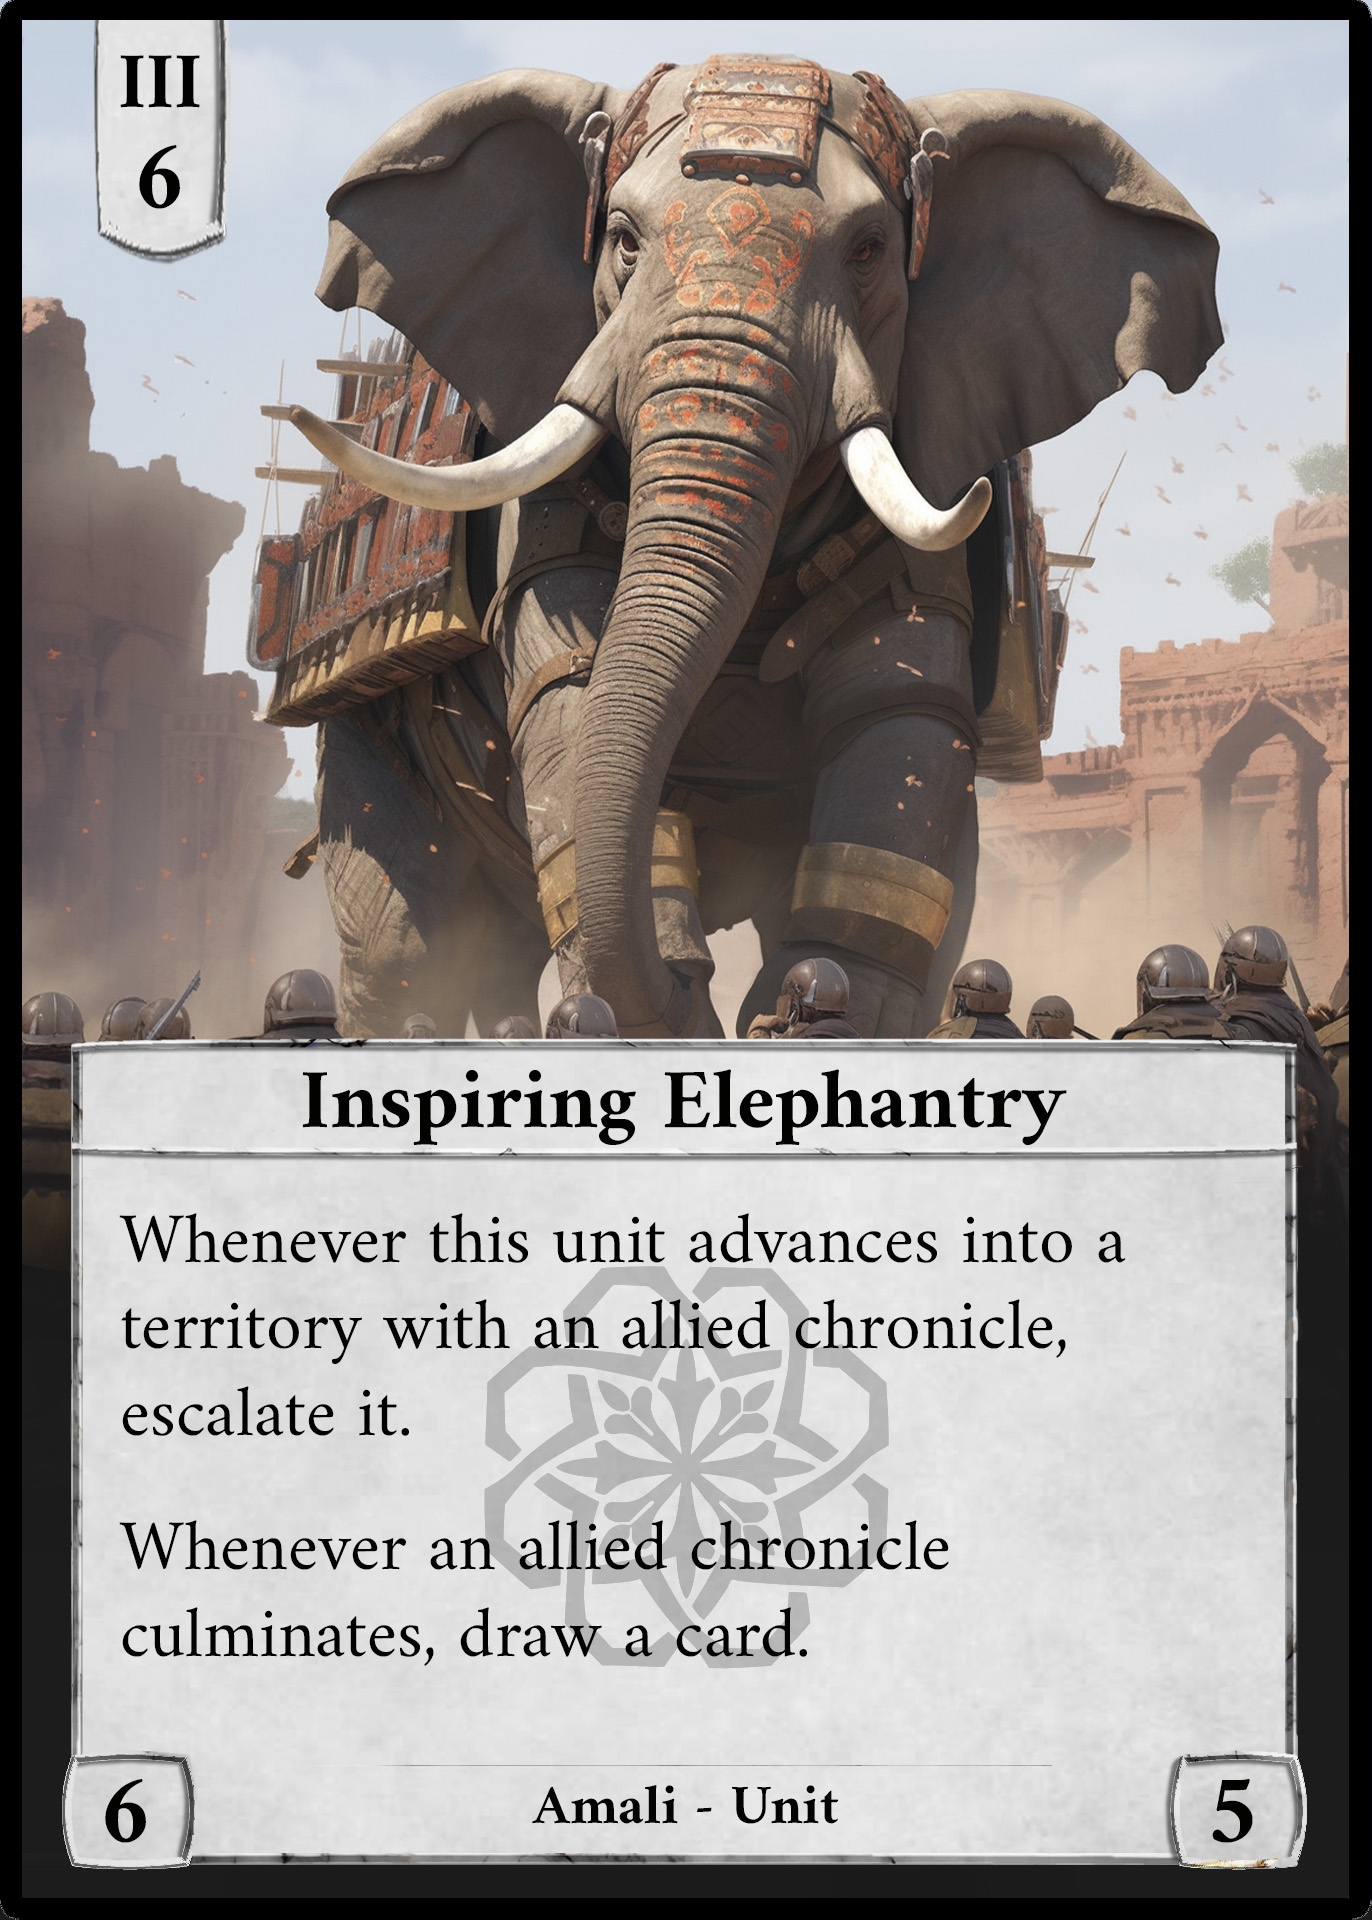 III
6
Inspiring Elephantry
Whenever this unit advances into a
territory with an allied chronicle,
escalate it.
Whenever an allied chronicle
culminates, draw a card.
6
Amali - Unit
5